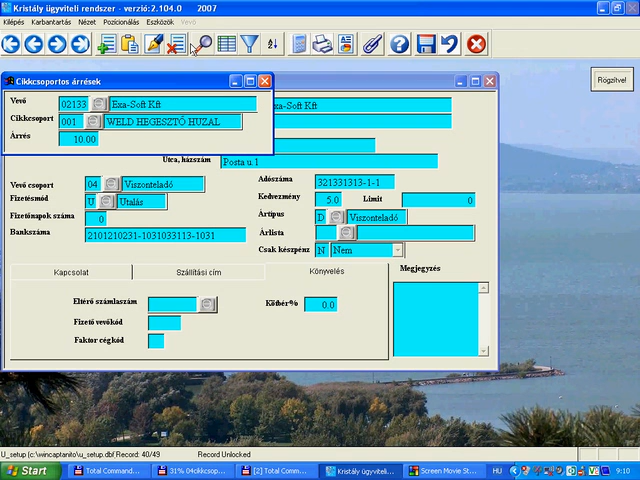 Kristály ügyviteli rendszer - verzió:2.104.0 2007
Kilépés Karbantartás Nézet Pozícionálás Eszközök Vevő
Rögzítvel
Cikkcsoportos árrések
Vevő 02133 Exa-Soft Kft
Cikkcsoport 001 WELD HEGESZTŐ HUZAL
Árrés 10.00
xa-Soft Kft
Utca, házszám Posta u.1
Vevő csoport 04 Viszonteladó
Fizetésmód U Utalás
Fizetőnapok száma 0
Bankszáma 2101210231-1031033113-1031
Adószáma 321331313-1-1
Kedvezmény 5.0 Limit 0
Ártípus D Viszonteladó
Árlista
Csak készpénz N Nem
Kapcsolat Szállítási cím Könyvelés
Eltérő számlaszám
Kötbér% 0.0
Fizető vevőkód
Faktor cégkód
Megjegyzés
U_setup (c:\wincaptanito\u_setup.dbf Record: 40/49 Record Unlocked
Start Total Command... 31% 04cikkcsop... [2] Total Comm... Kristály ügyviteli... Screen Movie St... HU 9:10